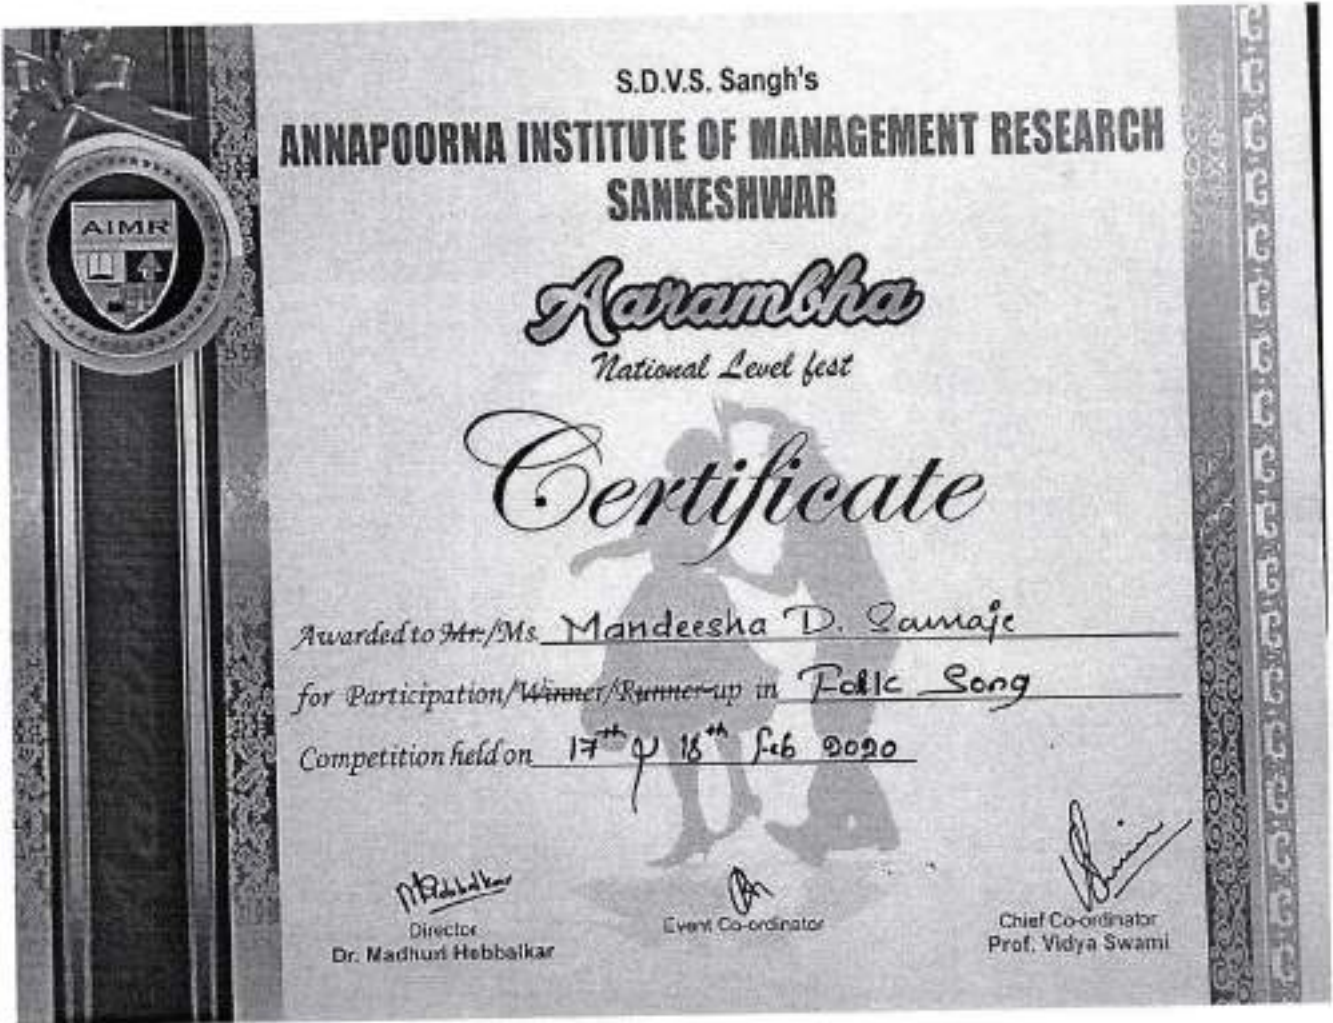 S.D.V.S. Sangh's
ANNAPOORNA INSTITUTE OF MANAGEMENT RESEARCH
SANKESHWAR
AIMR
Aarambha
National Level fest
Certificate
Awarded to Mr./Ms. Mandeesha D. Samaje
for Participation/Winner/Runner-up in Folk Song
Competition held on 17th & 18th Feb 2020
Director
Dr. Madhuri Hebbalkar
Event Co-ordinator
Chief Co-ordinator
Prof. Vidya Swami